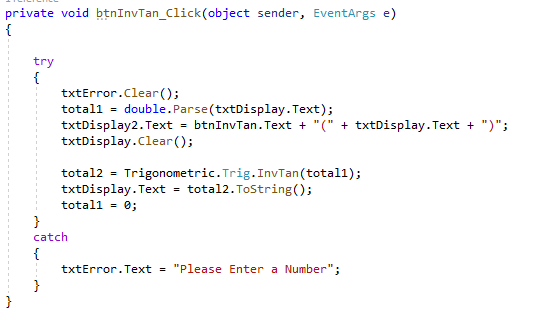 private void btnInvTan_Click(object sender, EventArgs e)
{
try
{
txtError.Clear();
total1 = double.Parse(txtDisplay.Text);
txtDisplay2.Text = btnInvTan.Text + "(" + txtDisplay.Text + ")";
txtDisplay.Clear();
total2 = Trigonometric.Trig.InvTan(total1);
txtDisplay.Text = total2.ToString();
total1 = 0;
}
catch
{
txtError.Text = "Please Enter a Number";
}
}